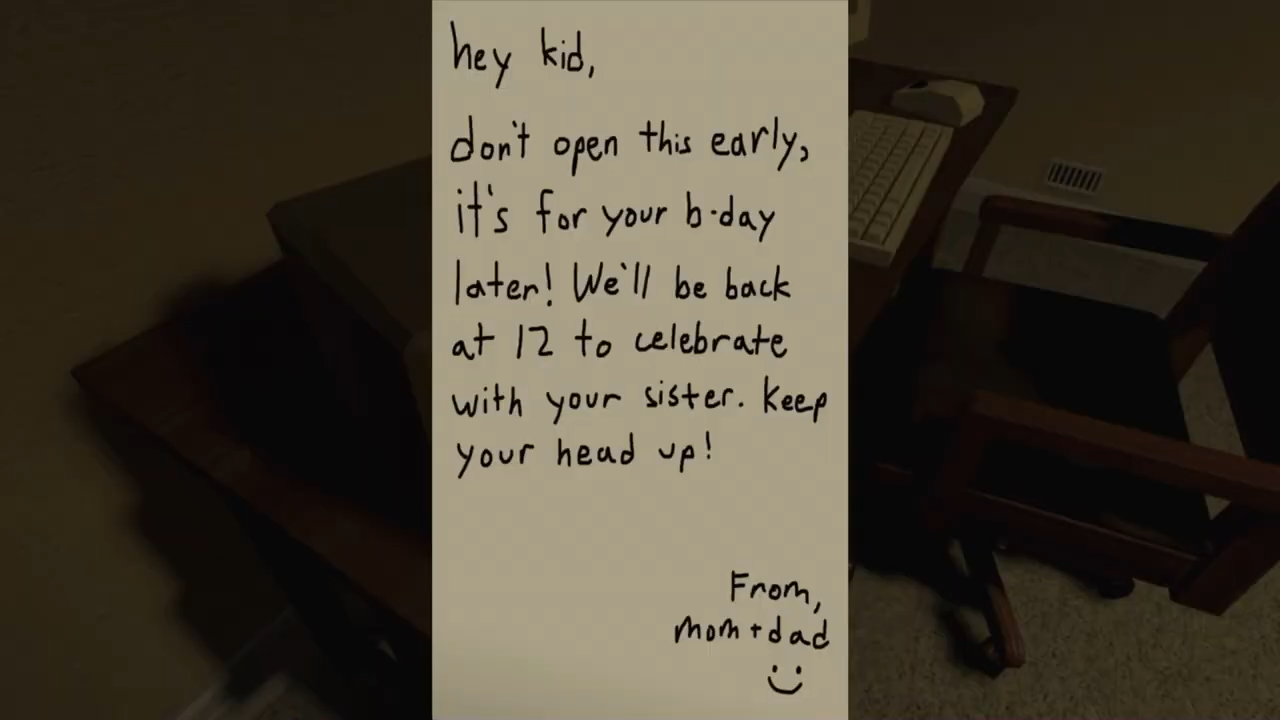 hey kid,
don't open this early,
it's for your b-day
later! We'll be back
at 12 to celebrate
with your sister. Keep
your head up!
From,
mom + dad